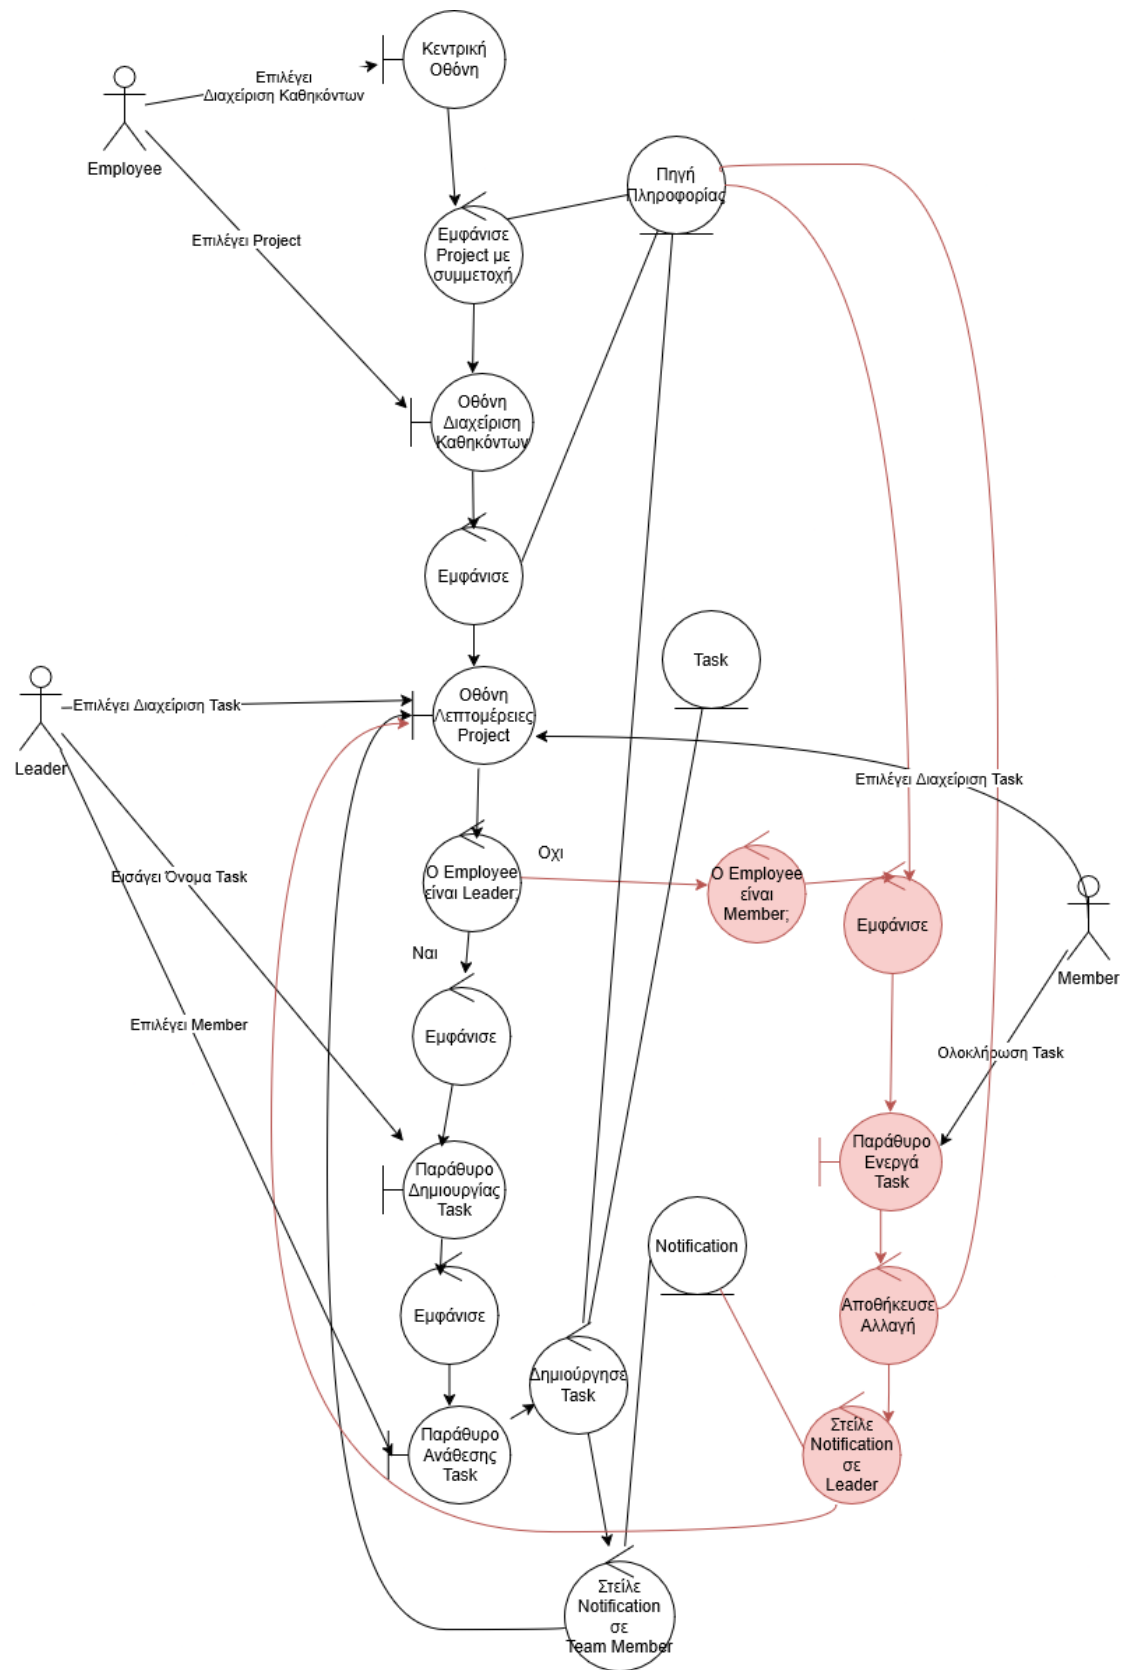 Κεντρική
Οθόνη
Επιλέγει
Διαχείριση Καθηκόντων
Employee
Πηγή
Πληροφορίας
Επιλέγει Project
Εμφάνισε
Project με
συμμετοχή
Οθόνη
Διαχείριση
Καθηκόντων
Εμφάνισε
Task
Επιλέγει Διαχείριση Task
Οθόνη
Λεπτομέρειες
Project
Leader
Επιλέγει Διαχείριση Task
Οχι
Εισάγει Όνομα Task
Ο Employee
είναι Leader;
Ο Employee
είναι
Member;
Εμφάνισε
Member
Ναι
Επιλέγει Member
Εμφάνισε
Ολοκλήρωση Task
Παράθυρο
Δημιουργίας
Task
Παράθυρο
Ενεργά
Task
Notification
Εμφάνισε
Αποθήκευσε
Αλλαγή
Δημιούργησε
Task
Παράθυρο
Ανάθεσης
Task
Στείλε
Notification
σε
Leader
Στείλε
Notification
σε
Team Member